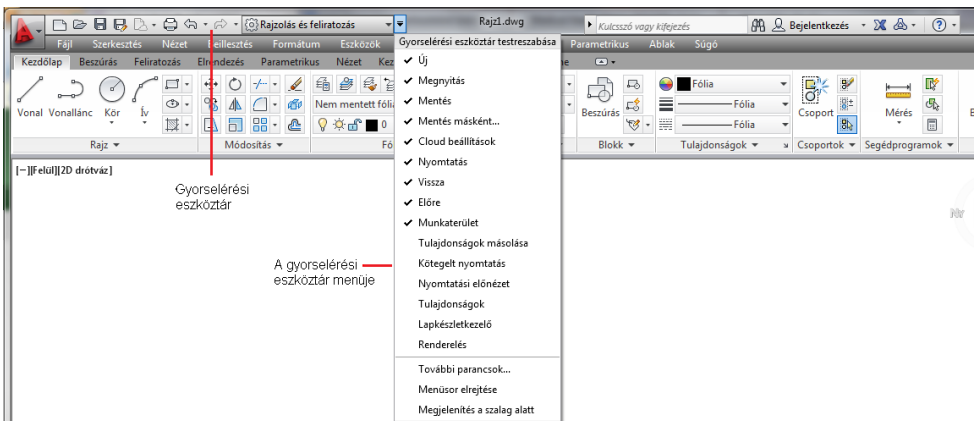 Rajzolás és feliratozás
Rajz1.dwg
Kulcsszó vagy kifejezés
Bejelentkezés
Fájl Szerkesztés Nézet Beillesztés Formátum Eszközök
Parametrikus Ablak Súgó
Kezdőlap Beszúrás Feliratozás Elrendezés Parametrikus Nézet
Gyorselérési eszköztár testreszabása
Új
Megnyitás
Mentés
Mentés másként...
Cloud beállítások
Nyomtatás
Vissza
Előre
Munkaterület
Tulajdonságok másolása
Kötegelt nyomtatás
Nyomtatási előnézet
Tulajdonságok
Lapkészletkezelő
Renderelés
További parancsok...
Menüsor elrejtése
Megjelenítés a szalag alatt
Vonal Vonallánc Kör Ív
Nem mentett fólia
0
Rajz Módosítás
Beszúrás
Fólia
Fólia
Fólia
Csoport
Mérés
Blokk Tulajdonságok Csoportok Segédprogramok
[−][Felül][2D drótváz]
Gyorselérési
eszköztár
A gyorselérési
eszköztár menüje